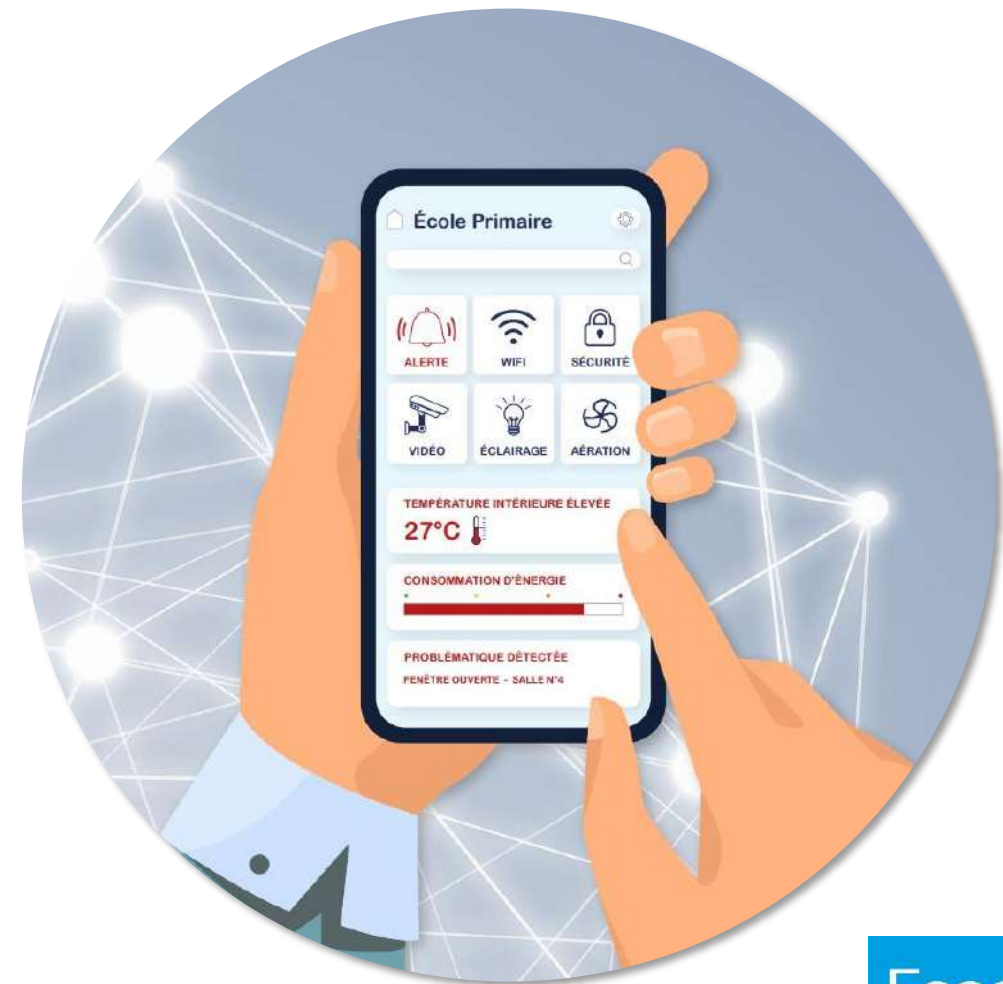 École Primaire
ALERTE
WIFI
SÉCURITÉ
VIDÉO
ÉCLAIRAGE
AÉRATION
TEMPÉRATURE INTÉRIEURE ÉLEVÉE
27°C
CONSOMMATION D'ÉNERGIE
PROBLÉMATIQUE DÉTECTÉE
FENÊTRE OUVERTE - SALLE N°4